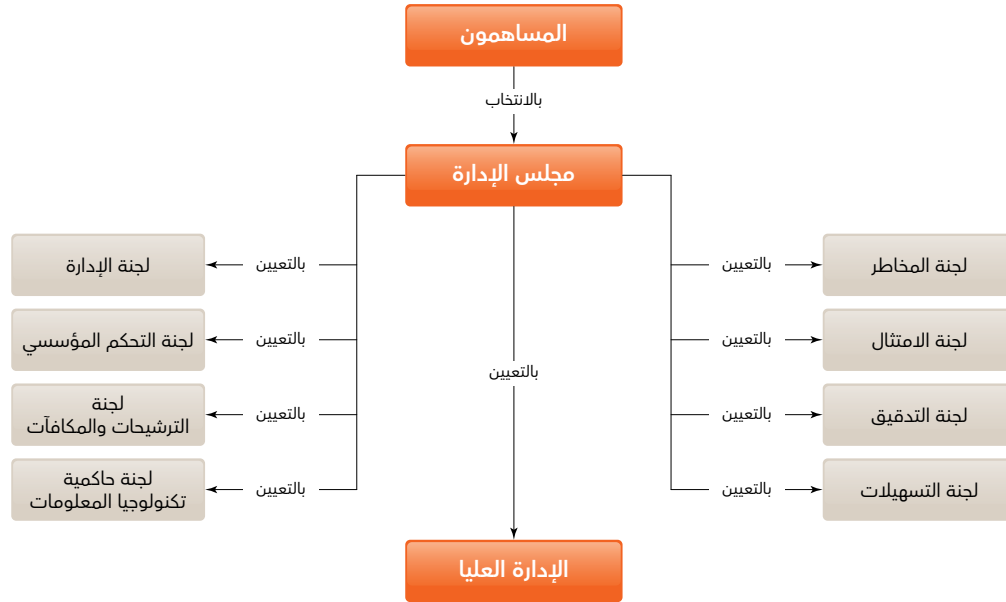 المساهمون
بالانتخاب
مجلس الإدارة
لجنة المخاطر
بالتعيين
بالتعيين
لجنة الإدارة
لجنة الامتثال
بالتعيين
بالتعيين
لجنة التحكم المؤسسي
بالتعيين
لجنة التدقيق
بالتعيين
بالتعيين
لجنة
الترشيحات والمكافآت
لجنة التسهيلات
بالتعيين
بالتعيين
لجنة حاكمية
تكنولوجيا المعلومات
الإدارة العليا